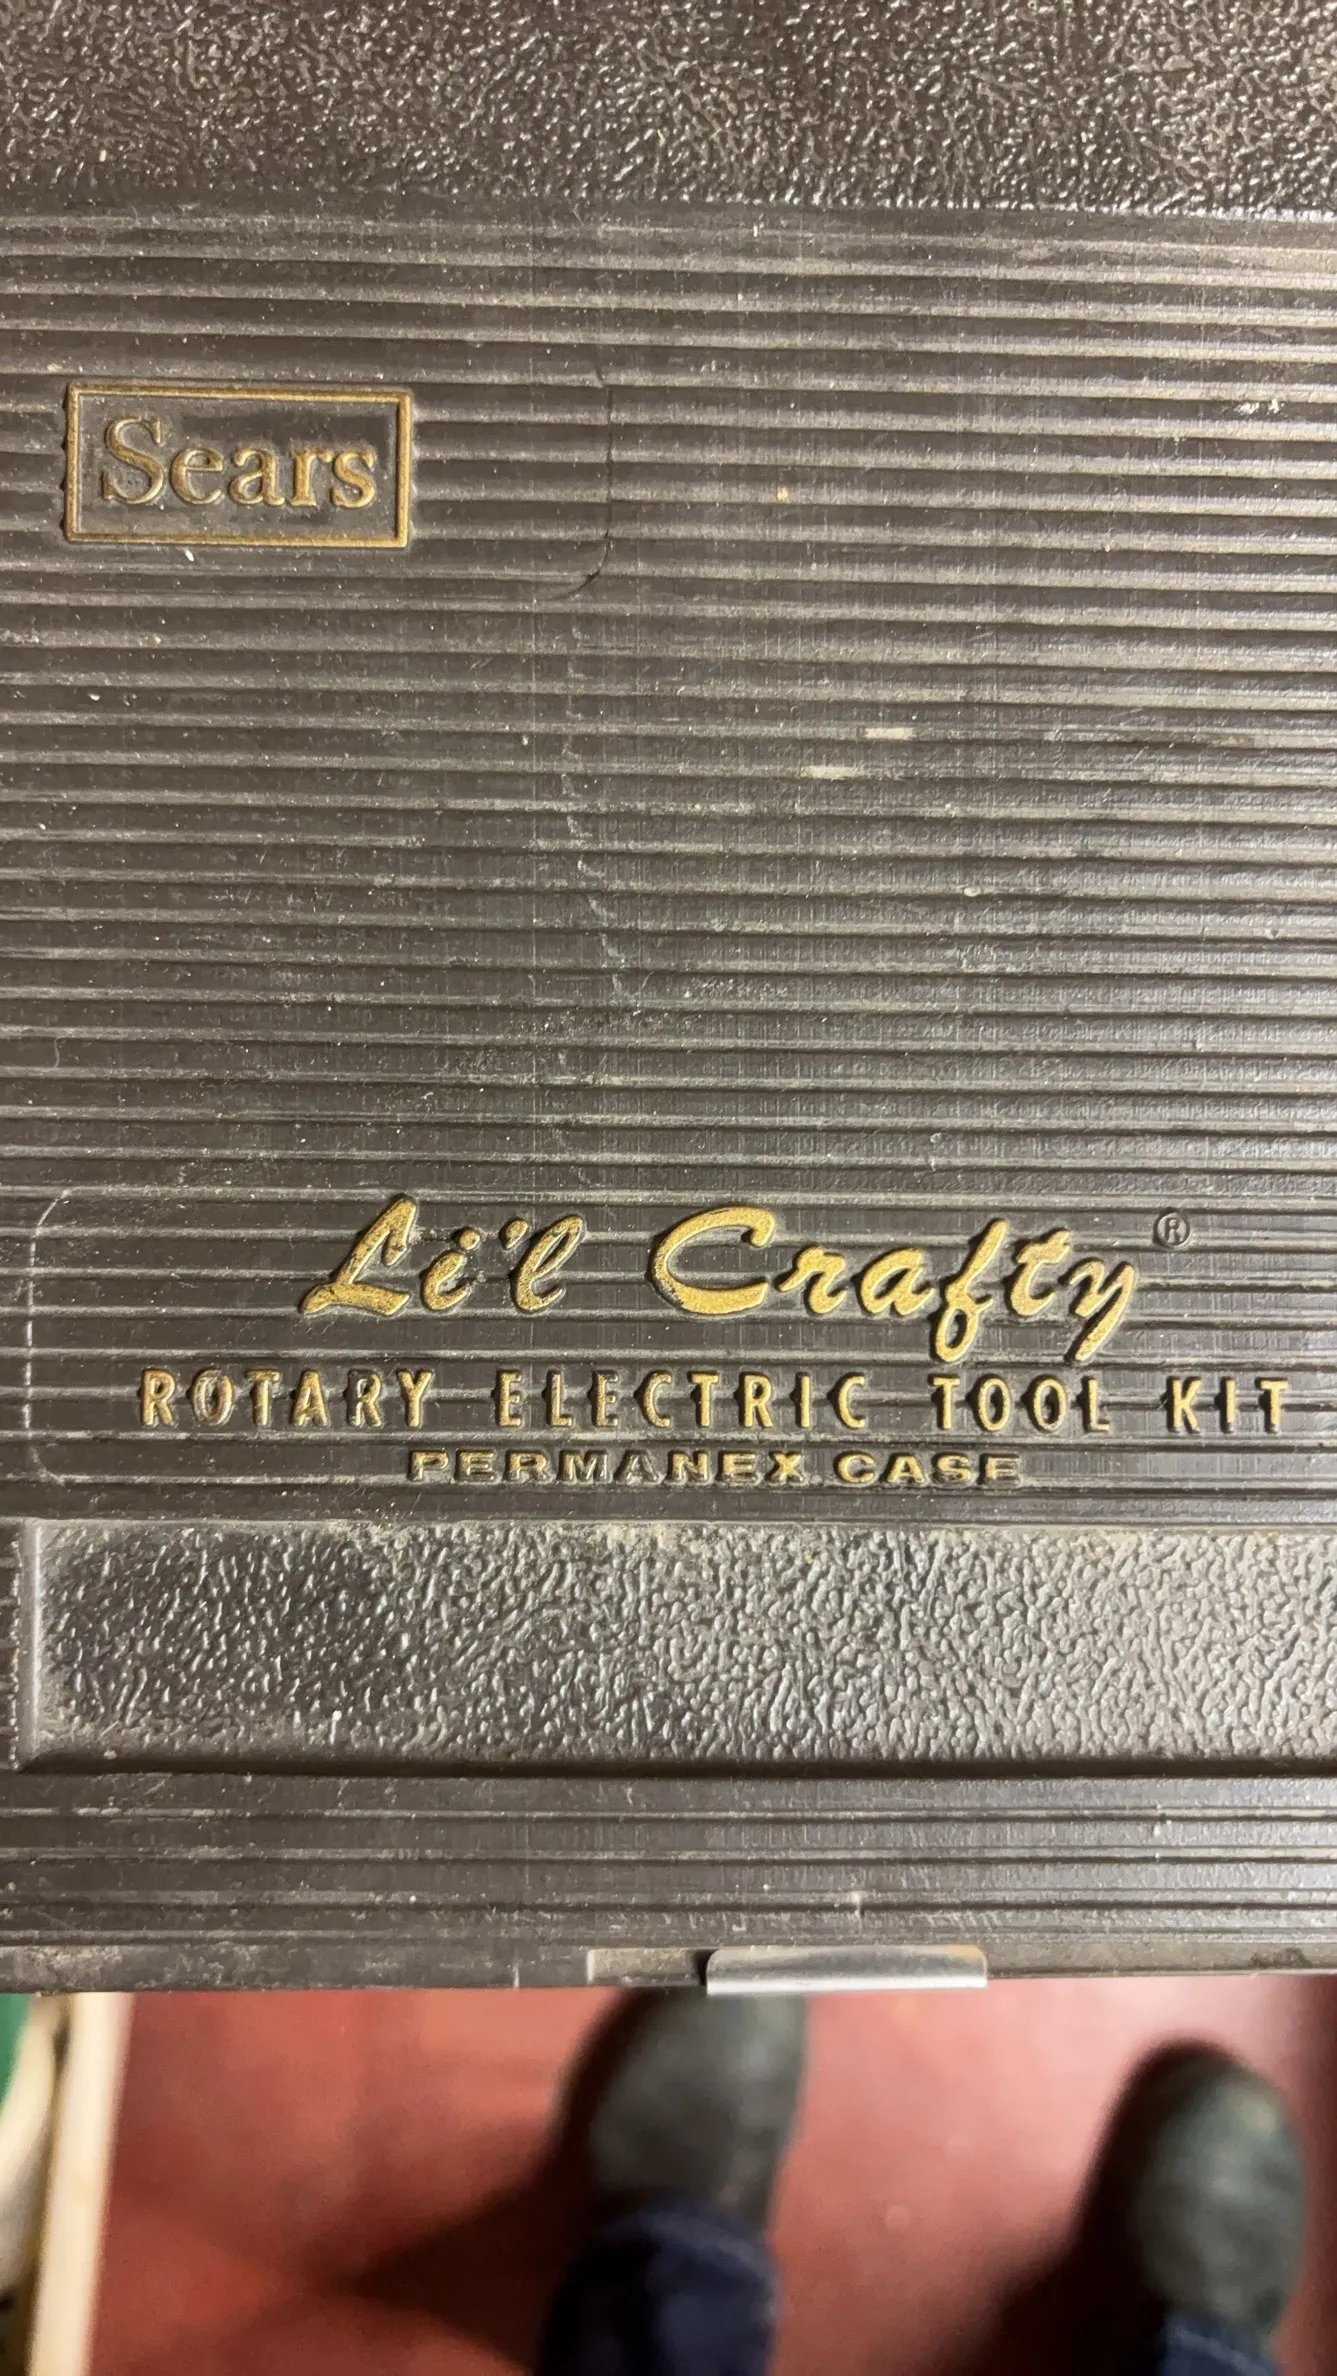 Sears
Li'l Crafty®
ROTARY ELECTRIC TOOL KIT
PERMANEX CASE